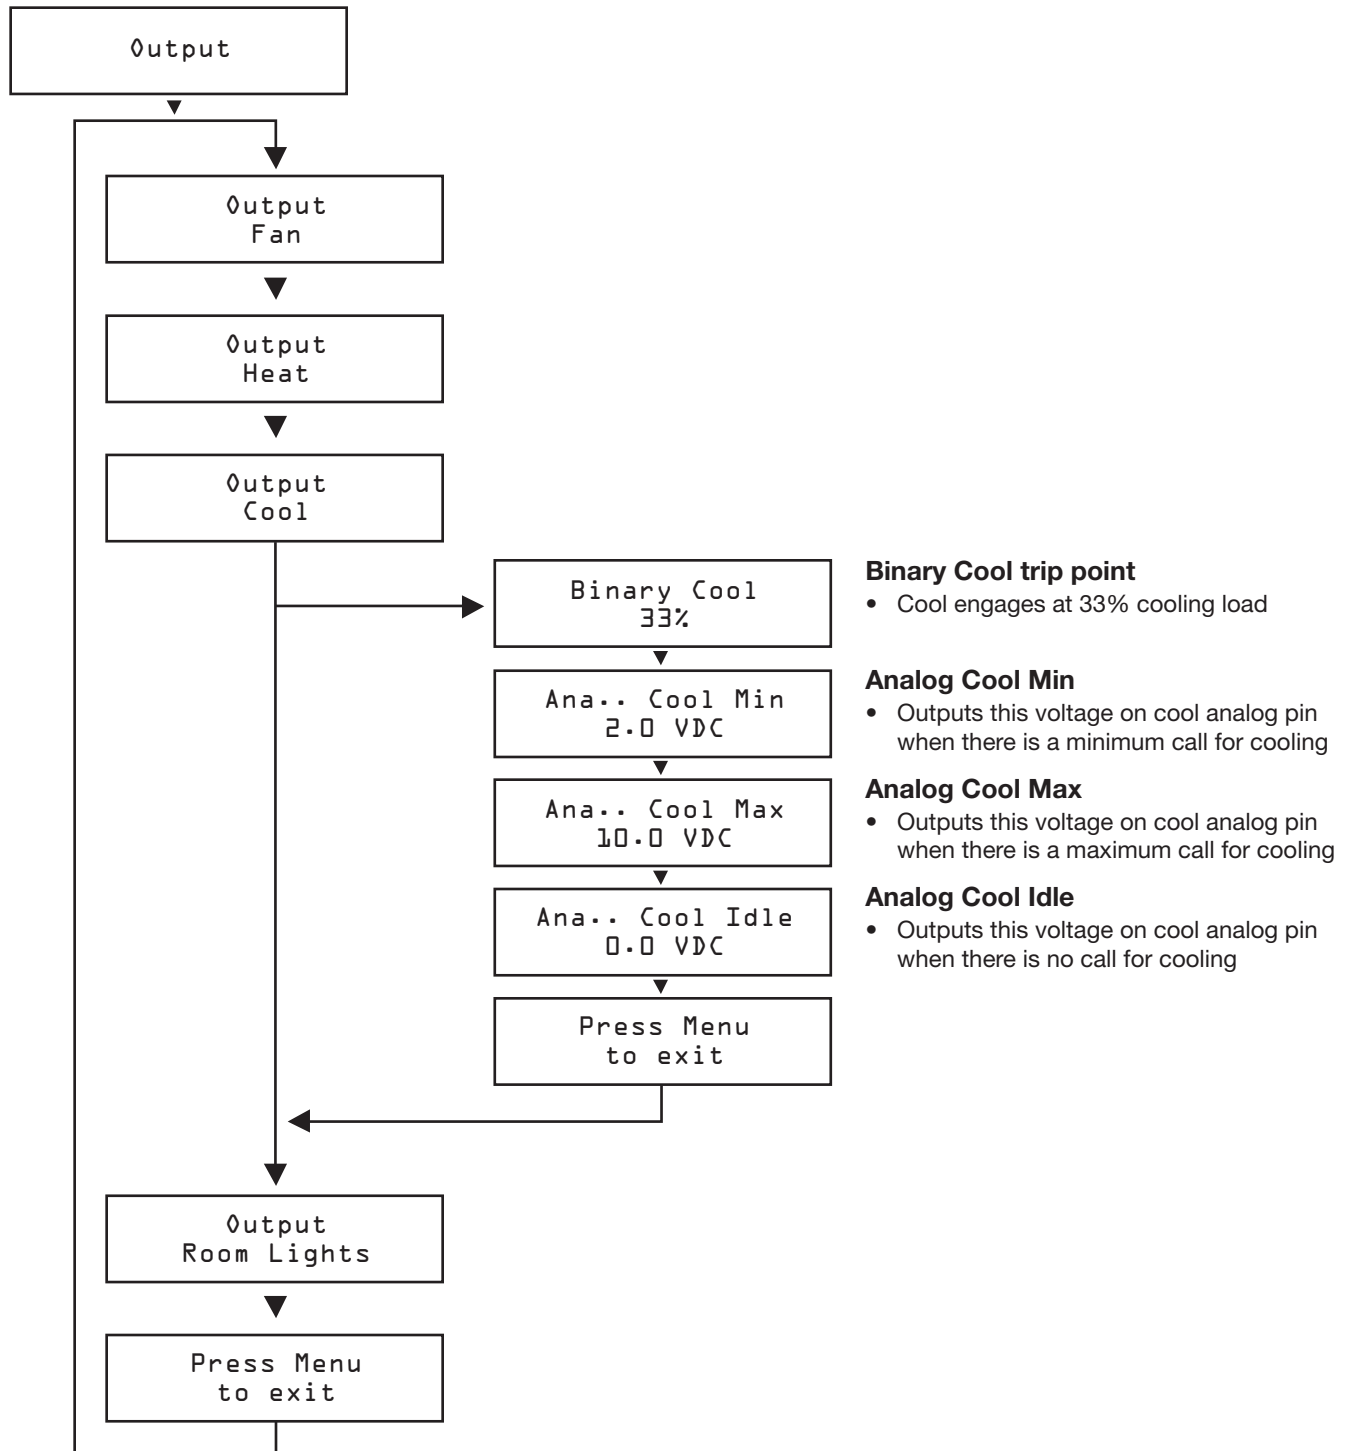 Output
Output
Fan
Output
Heat
Output
Cool
Binary Cool
33%
Binary Cool trip point
• Cool engages at 33% cooling load
Ana.. Cool Min
2.0 VDC
Analog Cool Min
• Outputs this voltage on cool analog pin
when there is a minimum call for cooling
Ana.. Cool Max
10.0 VDC
Analog Cool Max
• Outputs this voltage on cool analog pin
when there is a maximum call for cooling
Ana.. Cool Idle
0.0 VDC
Analog Cool Idle
• Outputs this voltage on cool analog pin
when there is no call for cooling
Press Menu
to exit
Output
Room Lights
Press Menu
to exit